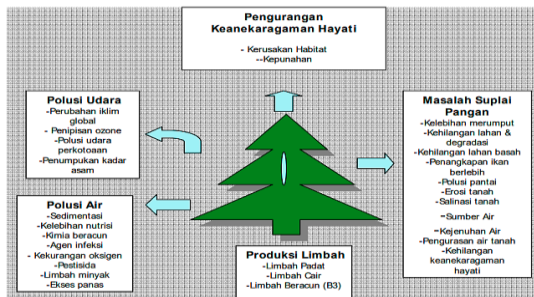 Pengurangan
Keanekaragaman Hayati
- Kerusakan Habitat
--Kepunahan
Polusi Udara
-Perubahan iklim
global
- Penipisan ozone
-Polusi udara
perkotoaan
-Penumpukan kadar
asam
Polusi Air
-Sedimentasi
-Kelebihan nutrisi
-Kimia beracun
-Agen infeksi
- Kekurangan oksigen
-Pestisida
-Limbah minyak
-Ekses panas
Produksi Limbah
-Limbah Padat
-Limbah Cair
-Limbah Beracun (B3)
Masalah Suplai
Pangan
-Kelebihan merumput
-Kehilangan lahan &
degradasi
-Kehilangan lahan basah
-Penangkapan ikan
berlebih
-Polusi pantai
-Erosi tanah
-Salinasi tanah
-Sumber Air
-Kejenuhan Air
-Pengurasan air tanah
-Kehilangan
keanekaragaman
hayati